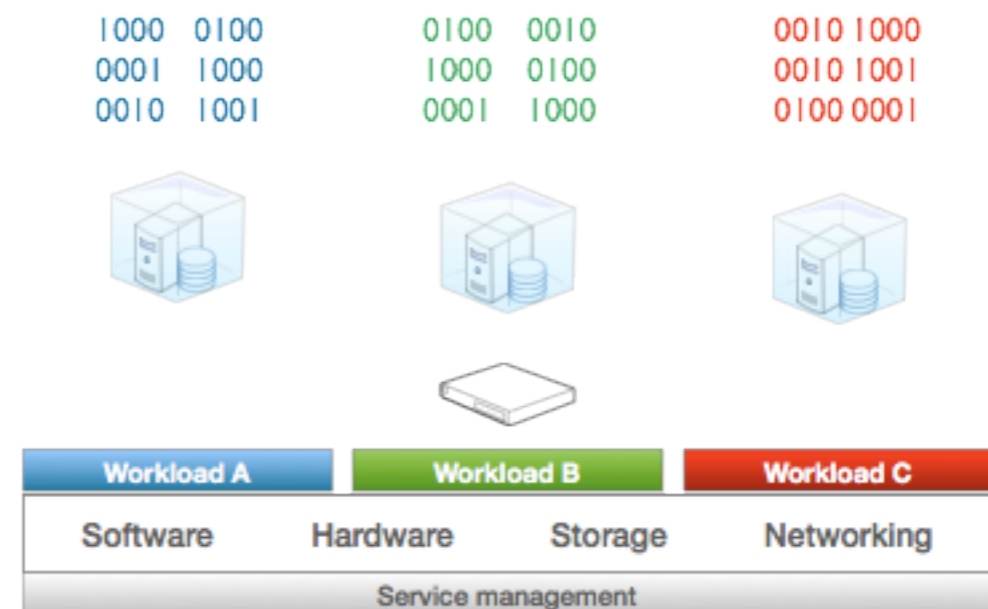 1000 0100 0100 0010 0010 1000
0001 1000 1000 0100 0010 1001
0010 1001 0001 1000 0100 0001
Workload A Workload B Workload C
Software Hardware Storage Networking
Service management